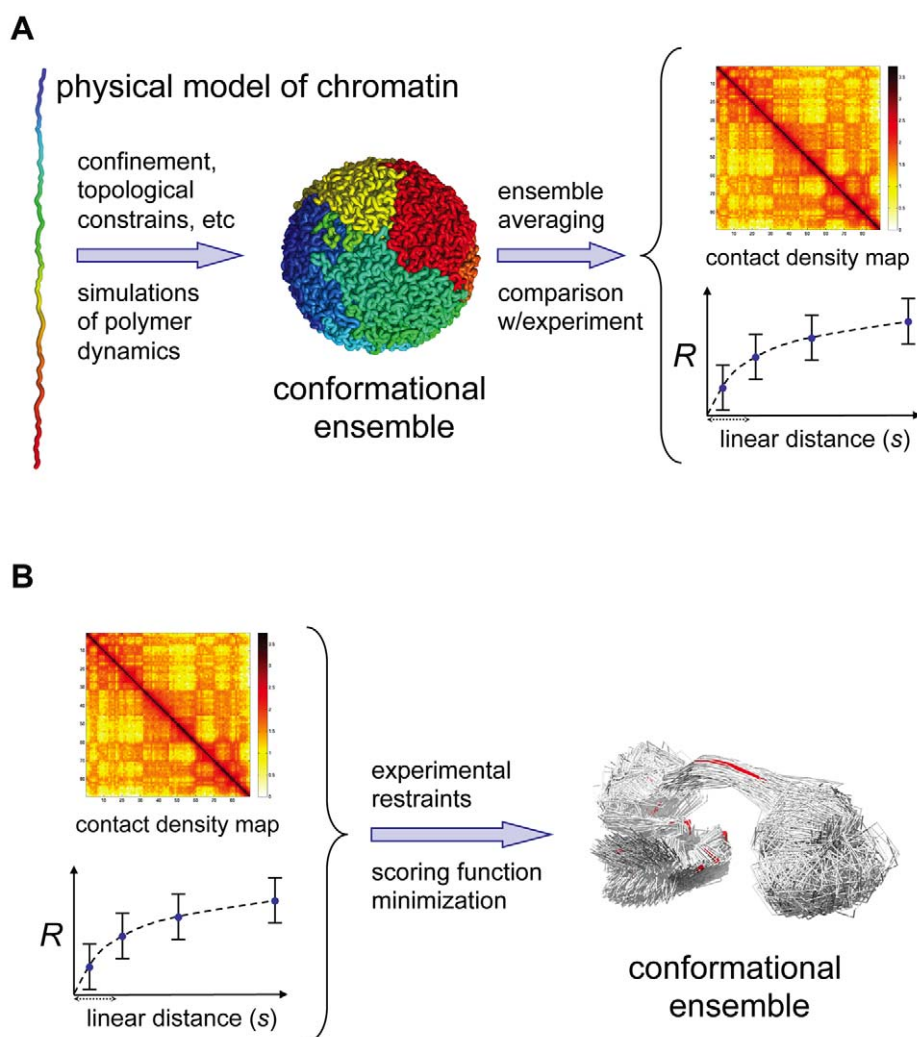 A
physical model of chromatin
confinement,
topological
constrains, etc
simulations
of polymer
dynamics
conformational
ensemble
ensemble
averaging
comparison
w/experiment
contact density map
R
linear distance (s)
B
contact density map
R
linear distance (s)
experimental
restraints
scoring function
minimization
conformational
ensemble